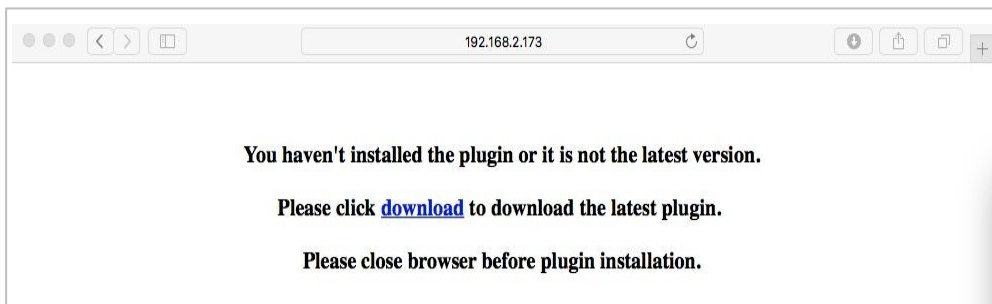 192.168.2.173
You haven't installed the plugin or it is not the latest version.
Please click download to download the latest plugin.
Please close browser before plugin installation.